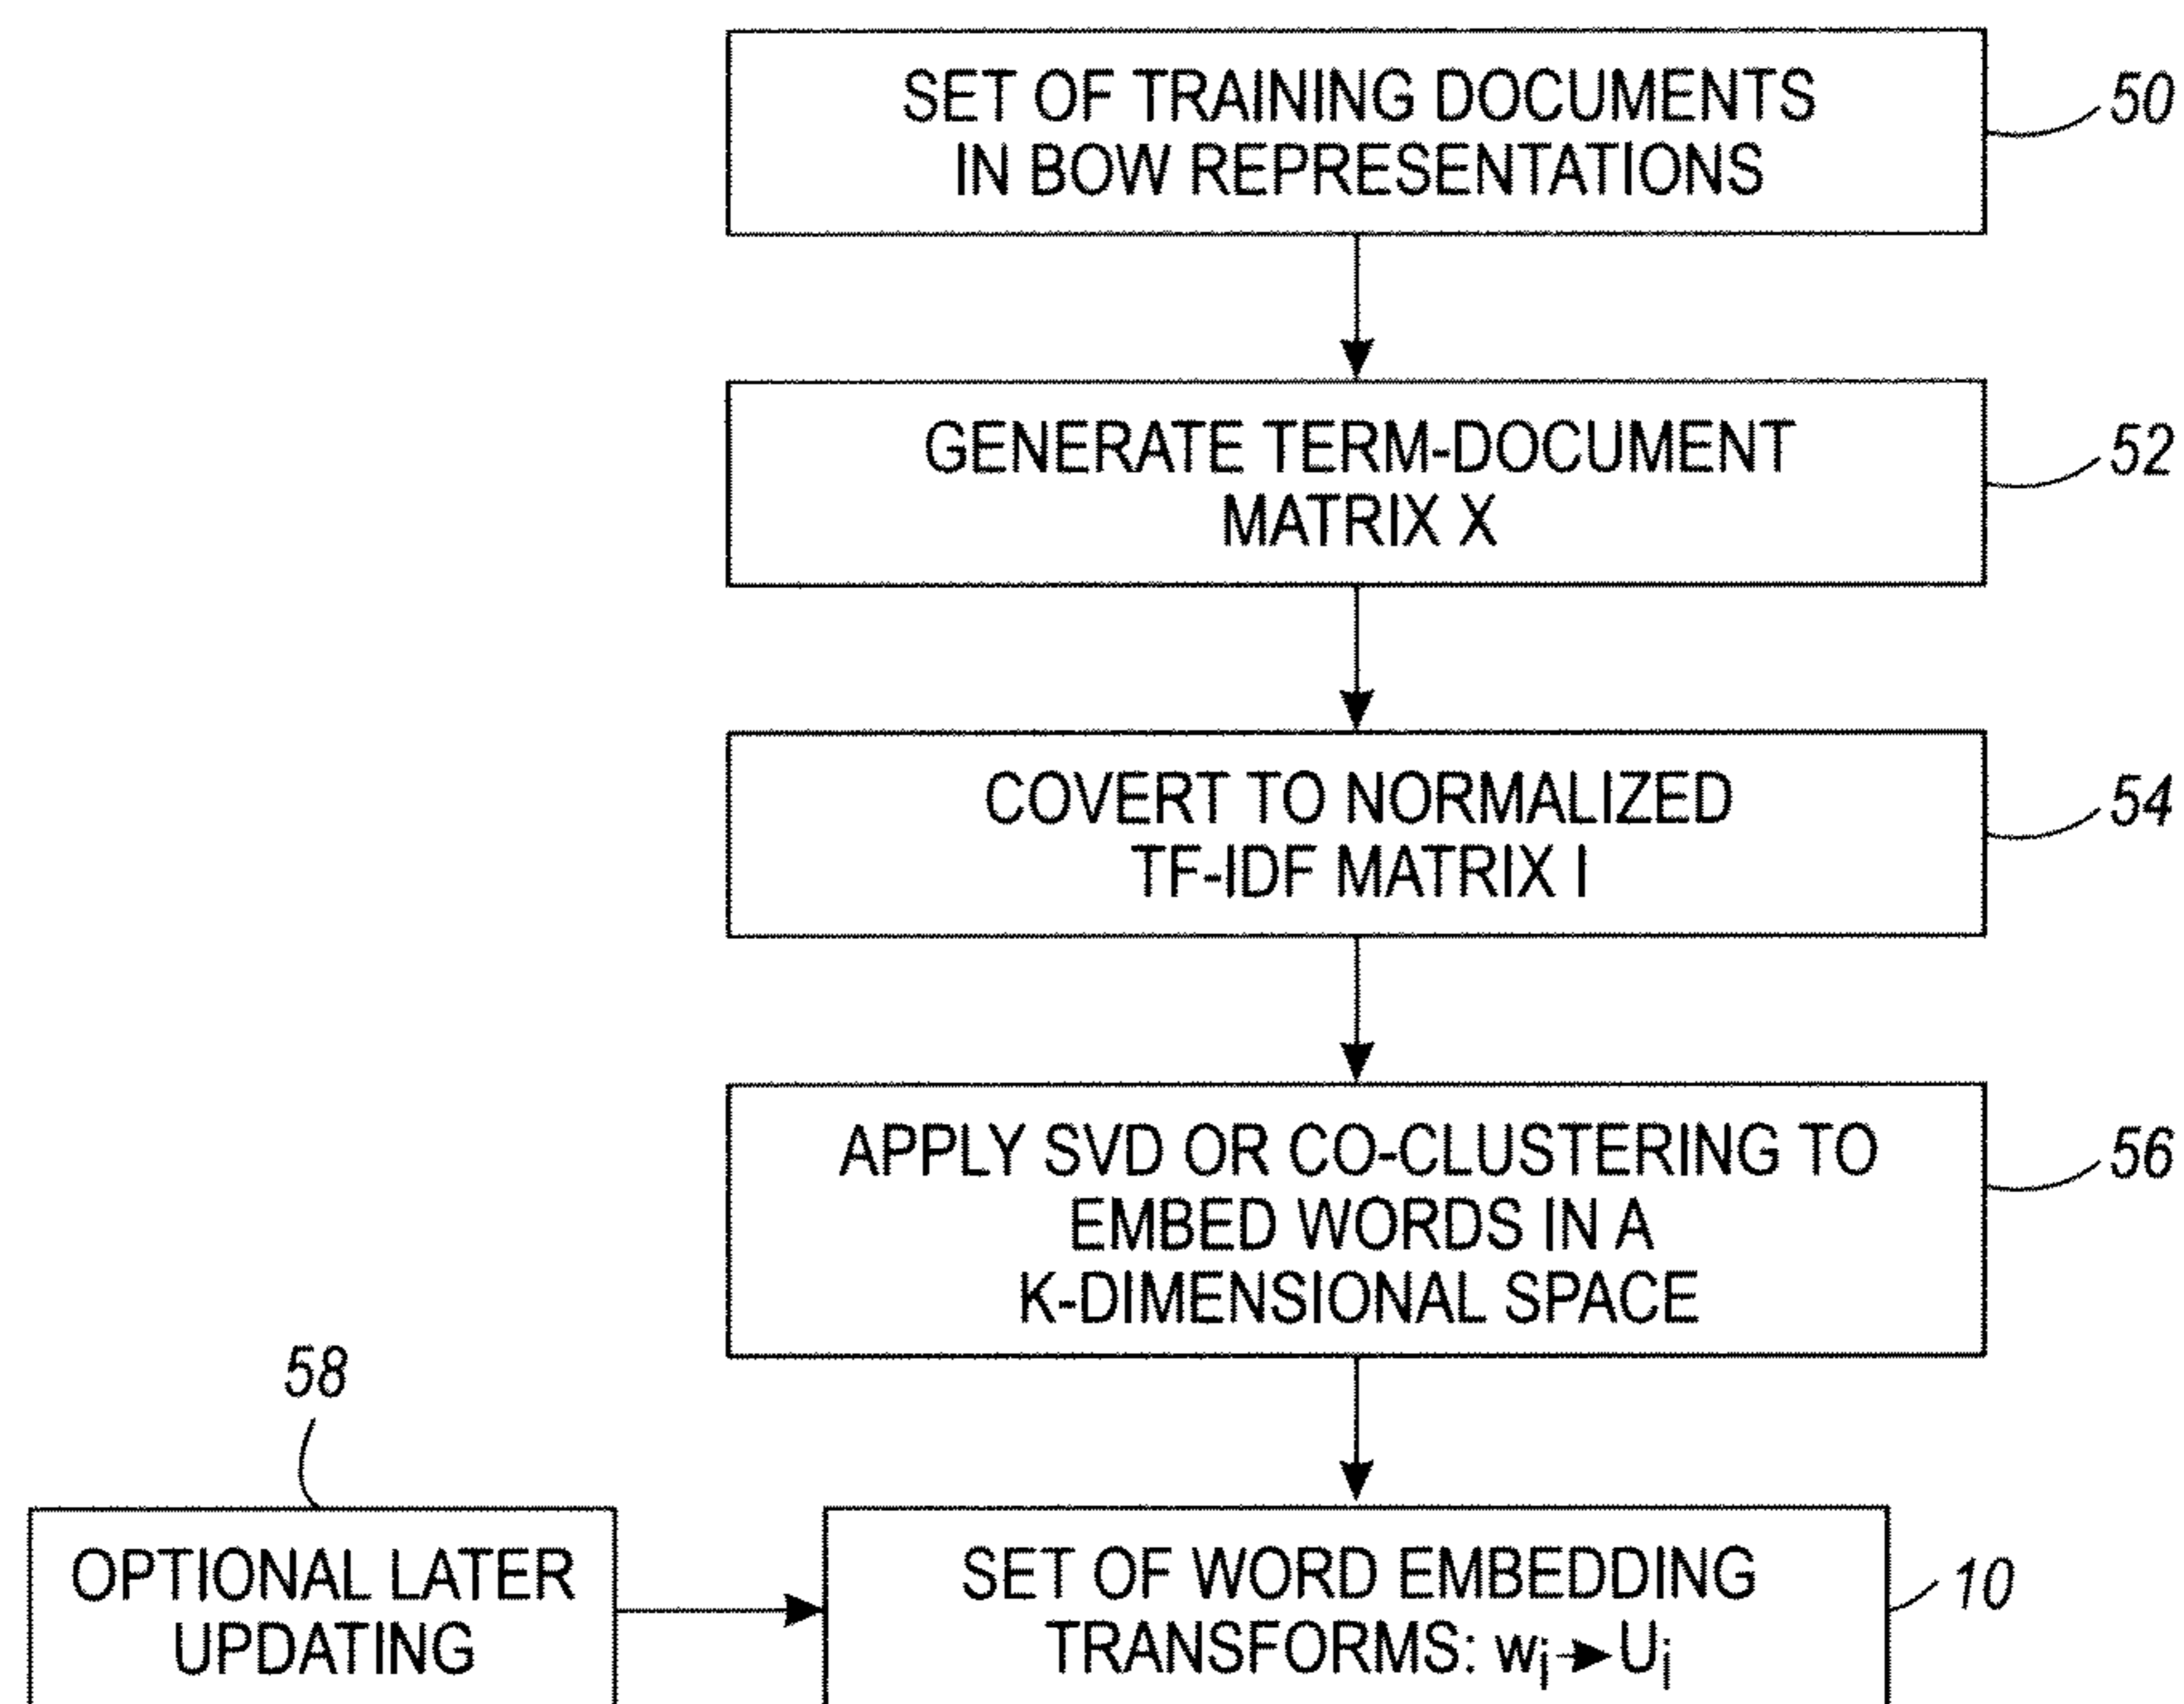 SET OF TRAINING DOCUMENTS
IN BOW REPRESENTATIONS
50
GENERATE TERM-DOCUMENT
MATRIX X
52
COVERT TO NORMALIZED
TF-IDF MATRIX I
54
APPLY SVD OR CO-CLUSTERING TO
EMBED WORDS IN A
K-DIMENSIONAL SPACE
56
58
OPTIONAL LATER
UPDATING
SET OF WORD EMBEDDING
TRANSFORMS: wi→Ui
10